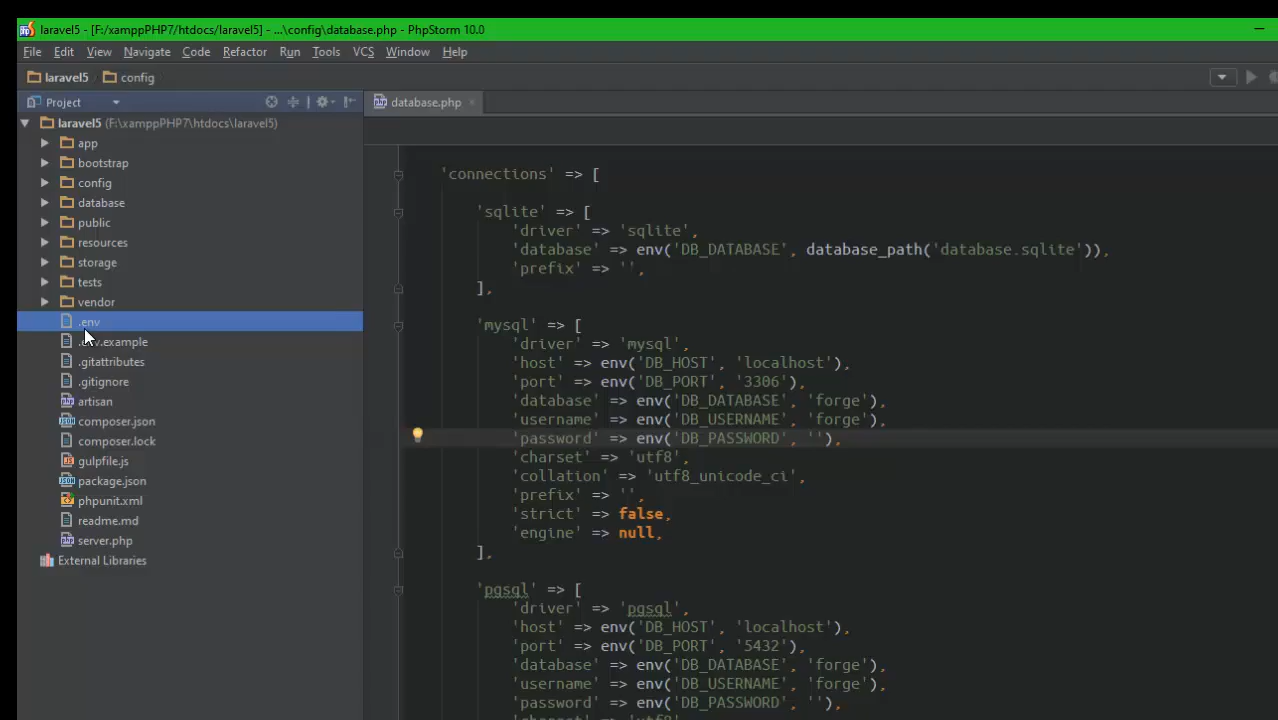 laravel5 - [F:/xamppPHP7/htdocs/laravel5] - ...\config\database.php - PhpStorm 10.0
File Edit View Navigate Code Refactor Run Tools VCS Window Help
laravel5 config
Project
database.php
laravel5 (F:\xamppPHP7\htdocs\laravel5)
app
bootstrap
config
database
public
resources
storage
tests
vendor
.env
.env.example
.gitattributes
.gitignore
artisan
composer.json
composer.lock
gulpfile.js
package.json
phpunit.xml
readme.md
server.php
External Libraries
'connections' => [
'sqlite' => [
'driver' => 'sqlite',
'database' => env('DB_DATABASE', database_path('database.sqlite')),
'prefix' => '',
],
'mysql' => [
'driver' => 'mysql',
'host' => env('DB_HOST', 'localhost'),
'port' => env('DB_PORT', '3306'),
'database' => env('DB_DATABASE', 'forge'),
'username' => env('DB_USERNAME', 'forge'),
'password' => env('DB_PASSWORD', ''),
'charset' => 'utf8',
'collation' => 'utf8_unicode_ci',
'prefix' => '',
'strict' => false,
'engine' => null,
],
'pgsql' => [
'driver' => 'pgsql',
'host' => env('DB_HOST', 'localhost'),
'port' => env('DB_PORT', '5432'),
'database' => env('DB_DATABASE', 'forge'),
'username' => env('DB_USERNAME', 'forge'),
'password' => env('DB_PASSWORD', ''),